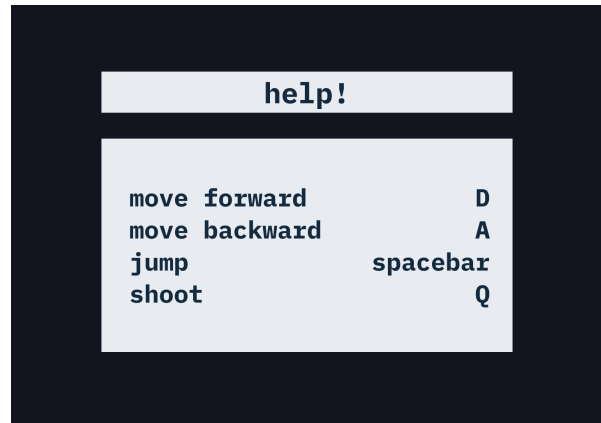 help!
move forward D
move backward A
jump spacebar
shoot Q